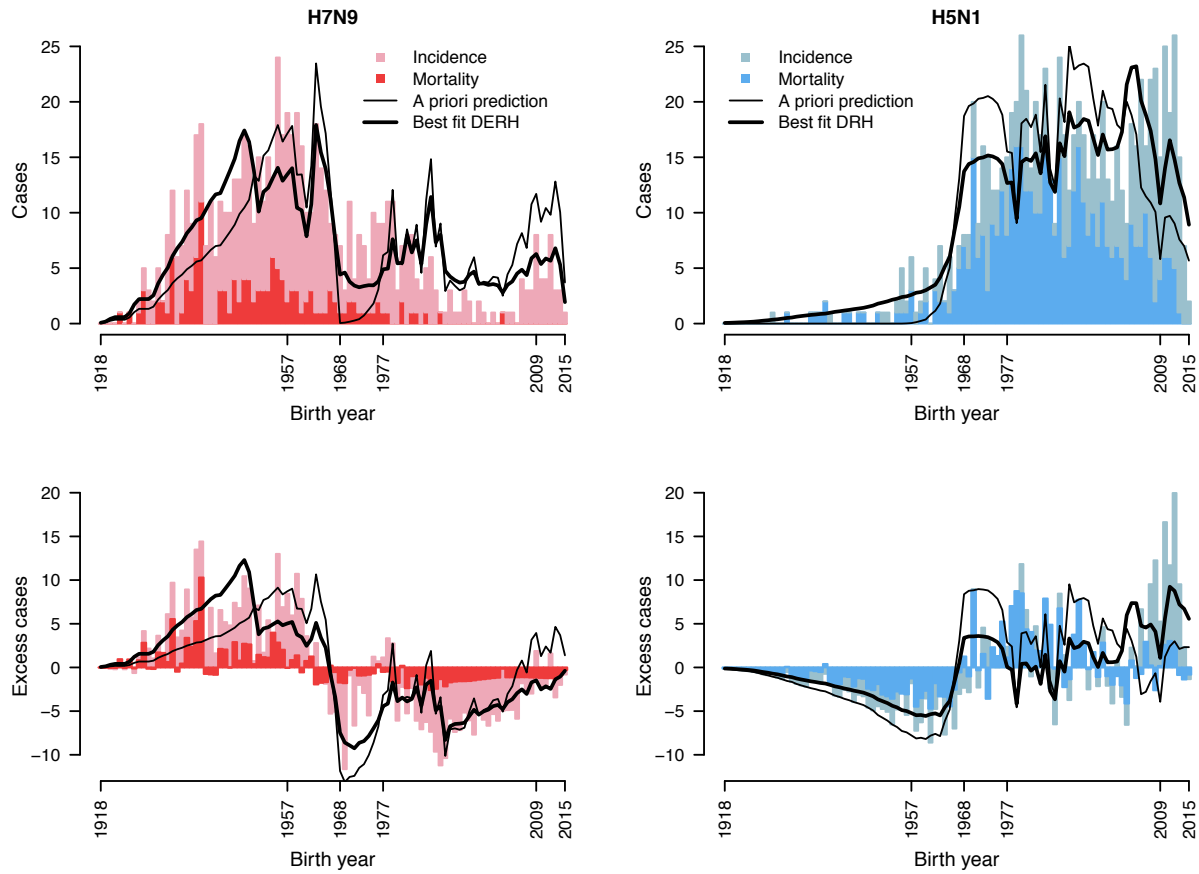 H7N9
25
20
15
10
5
0
Cases
Incidence
Mortality
A priori prediction
Best fit DERH
1918
1957
1968
1977
2009
2015
Birth year
H5N1
25
20
15
10
5
0
Cases
Incidence
Mortality
A priori prediction
Best fit DRH
1918
1957
1968
1977
2009
2015
Birth year
20
15
10
5
0
−5
−10
Excess cases
1918
1957
1968
1977
2009
2015
Birth year
20
15
10
5
0
−5
−10
Excess cases
1918
1957
1968
1977
2009
2015
Birth year